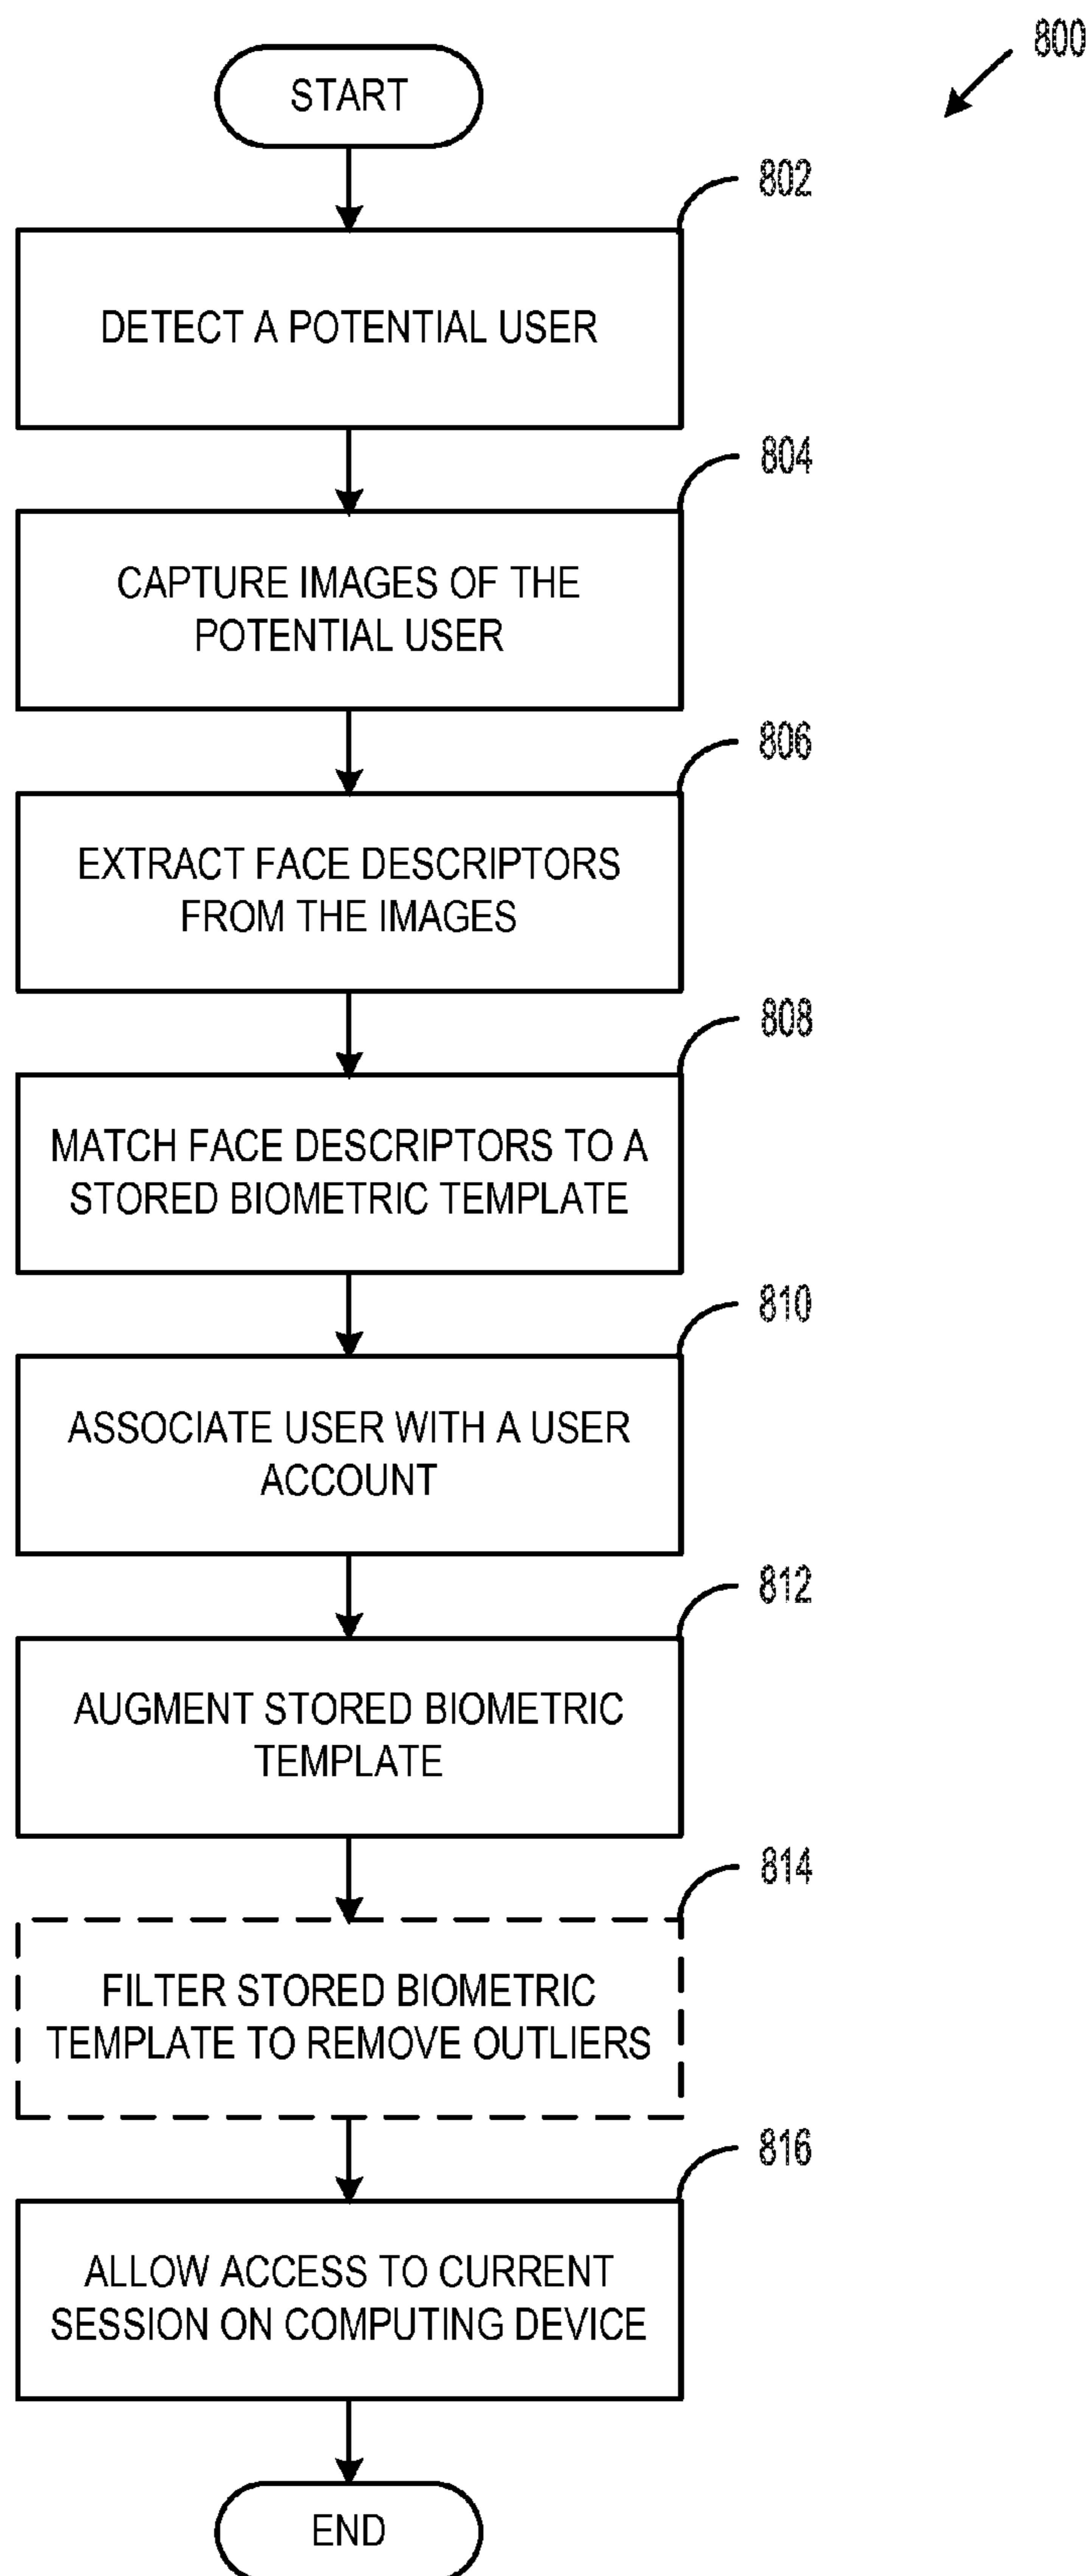 800
START
802
DETECT A POTENTIAL USER
804
CAPTURE IMAGES OF THE
POTENTIAL USER
806
EXTRACT FACE DESCRIPTORS
FROM THE IMAGES
808
MATCH FACE DESCRIPTORS TO A
STORED BIOMETRIC TEMPLATE
810
ASSOCIATE USER WITH A USER
ACCOUNT
812
AUGMENT STORED BIOMETRIC
TEMPLATE
814
FILTER STORED BIOMETRIC
TEMPLATE TO REMOVE OUTLIERS
816
ALLOW ACCESS TO CURRENT
SESSION ON COMPUTING DEVICE
END